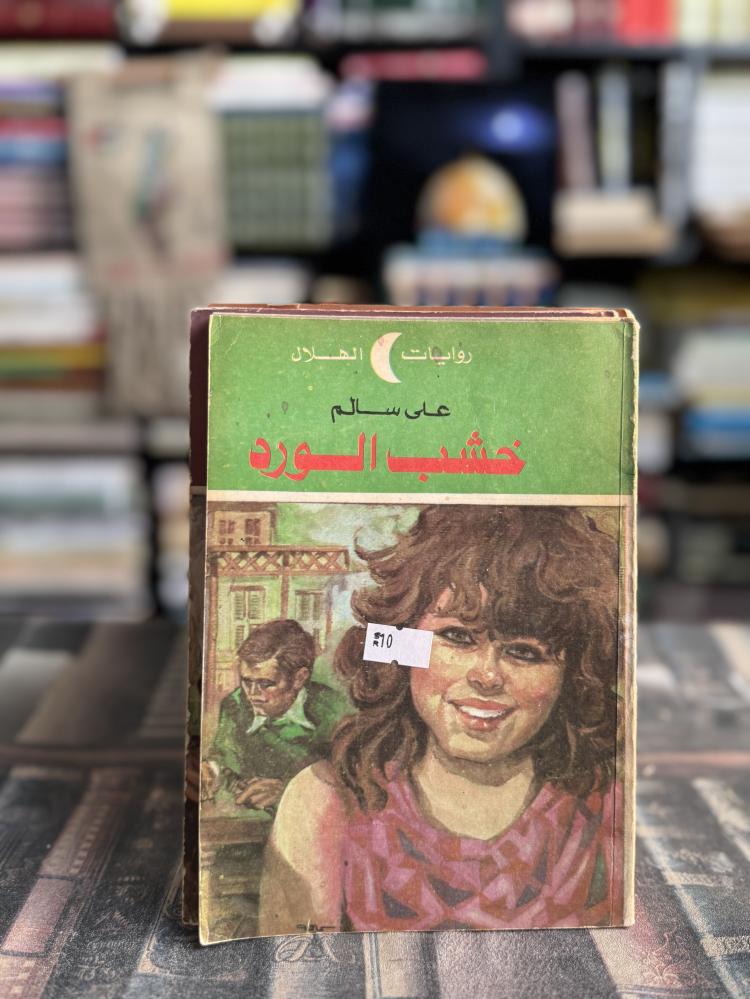 روايات الهلال
على سالم
خشب الورد
10